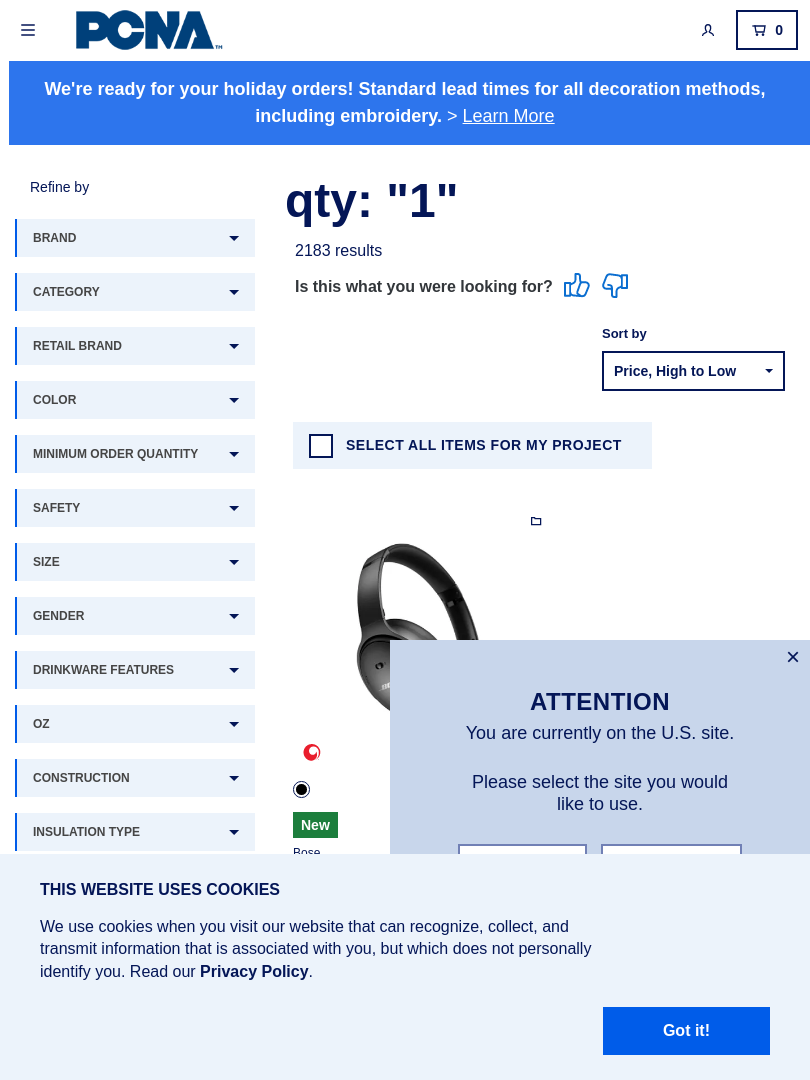 PCNA™
0
We're ready for your holiday orders! Standard lead times for all decoration methods,
including embroidery. > Learn More
Refine by
BRAND
CATEGORY
RETAIL BRAND
COLOR
MINIMUM ORDER QUANTITY
SAFETY
SIZE
GENDER
DRINKWARE FEATURES
OZ
CONSTRUCTION
INSULATION TYPE
qty: "1"
2183 results
Is this what you were looking for?
Sort by
Price, High to Low
SELECT ALL ITEMS FOR MY PROJECT
New
Bose
ATTENTION
You are currently on the U.S. site.
Please select the site you would
like to use.
THIS WEBSITE USES COOKIES
We use cookies when you visit our website that can recognize, collect, and
transmit information that is associated with you, but which does not personally
identify you. Read our Privacy Policy.
Got it!